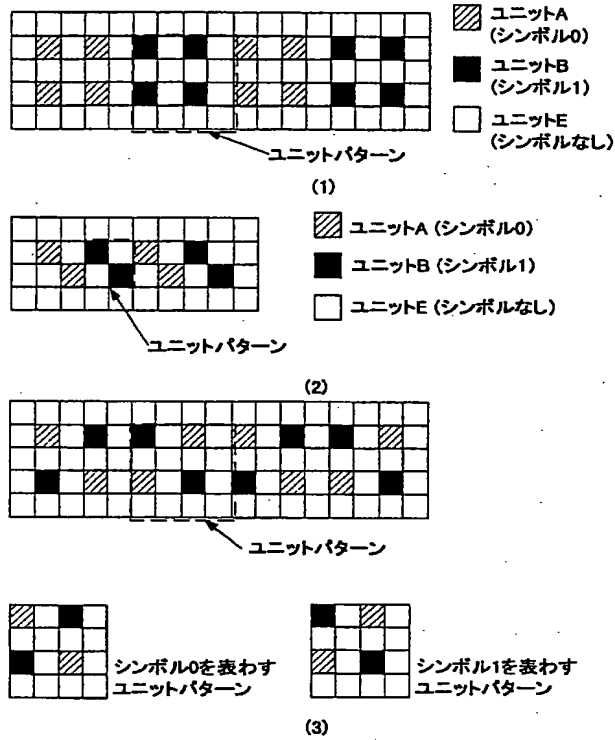 ユニットA
(シンボル0)
ユニットB
(シンボル1)
ユニットE
(シンボルなし)
ユニットパターン
(1)
ユニットA (シンボル0)
ユニットB (シンボル1)
ユニットE (シンボルなし)
ユニットパターン
(2)
ユニットパターン
シンボル0を表わす
ユニットパターン
シンボル1を表わす
ユニットパターン
(3)